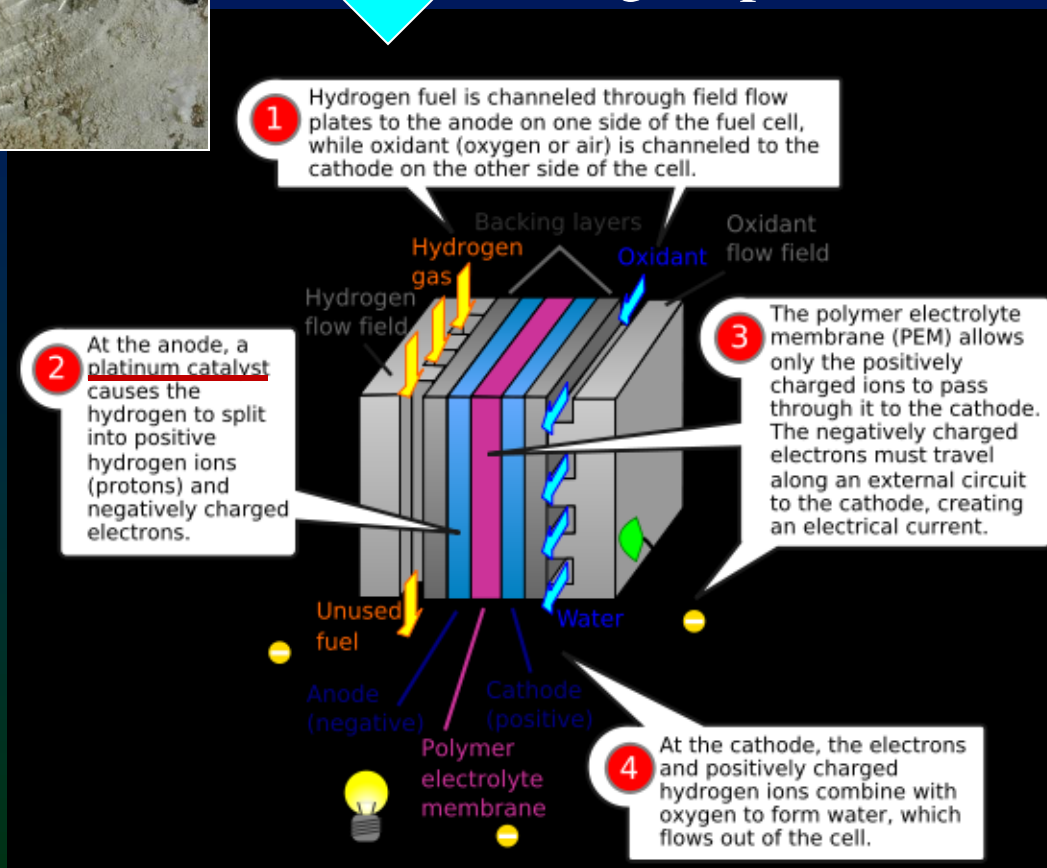 1
Hydrogen fuel is channeled through field flow
plates to the anode on one side of the fuel cell,
while oxidant (oxygen or air) is channeled to the
cathode on the other side of the cell.
Backing layers
Oxidant
flow field
Hydrogen
gas
Oxidant
Hydrogen
flow field
2
At the anode, a
platinum catalyst
causes the
hydrogen to split
into positive
hydrogen ions
(protons) and
negatively charged
electrons.
3
The polymer electrolyte
membrane (PEM) allows
only the positively
charged ions to pass
through it to the cathode.
The negatively charged
electrons must travel
along an external circuit
to the cathode, creating
an electrical current.
Unused
fuel
Water
Anode
(negative)
Cathode
(positive)
Polymer
electrolyte
membrane
4
At the cathode, the electrons
and positively charged
hydrogen ions combine with
oxygen to form water, which
flows out of the cell.